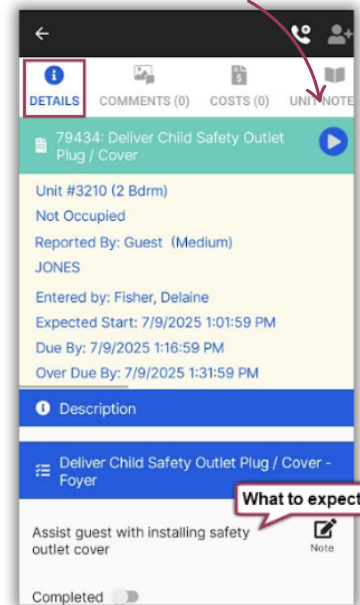 DETAILS COMMENTS (0) COSTS (0) UNIT NOTE
79434: Deliver Child Safety Outlet
Plug / Cover
Unit #3210 (2 Bdrm)
Not Occupied
Reported By: Guest (Medium)
JONES
Entered by: Fisher, Delaine
Expected Start: 7/9/2025 1:01:59 PM
Due By: 7/9/2025 1:16:59 PM
Over Due By: 7/9/2025 1:31:59 PM
Description
Deliver Child Safety Outlet Plug / Cover -
Foyer
What to expect
Assist guest with installing safety
outlet cover
Note
Completed